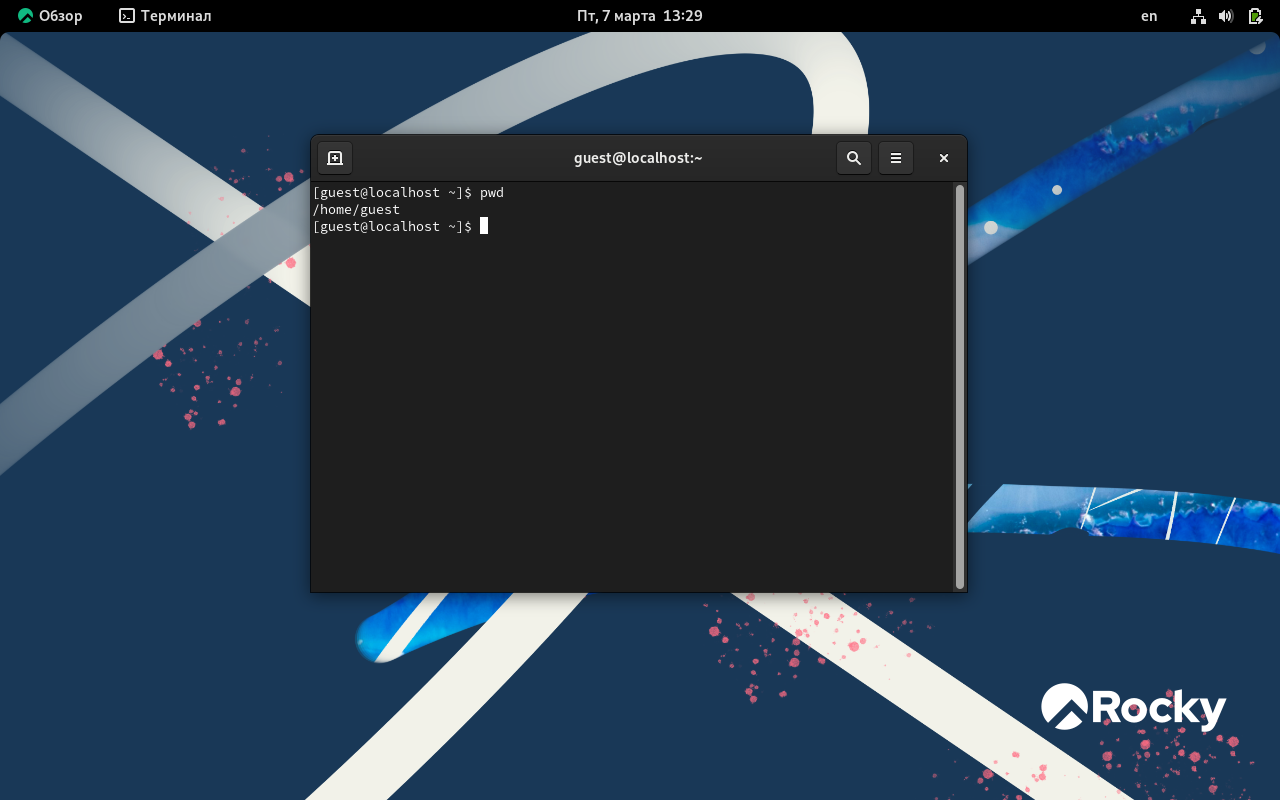 Обзор Терминал Пт, 7 марта 13:29 en
guest@localhost:~
[guest@localhost ~]$ pwd
/home/guest
[guest@localhost ~]$
Rocky